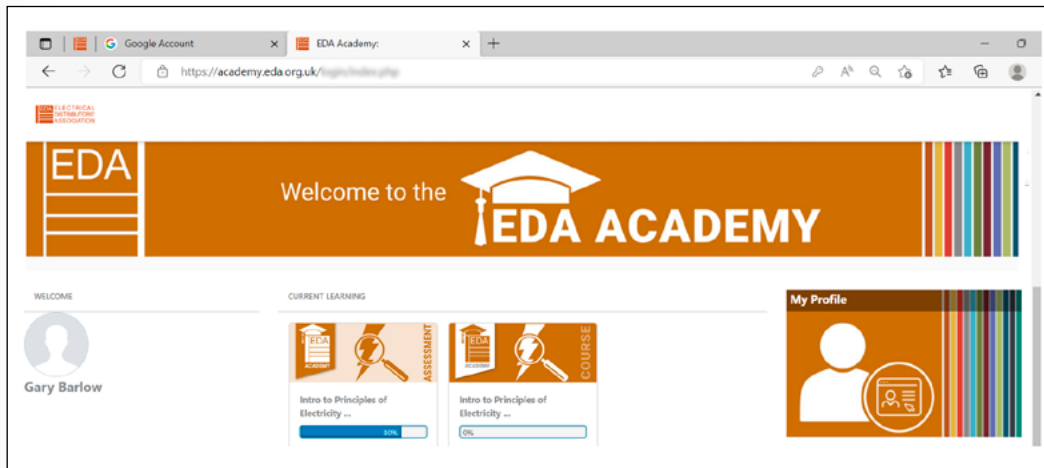 Google Account
EDA Academy:
https://academy.eda.org.uk/
EDA ELECTRICAL
DISTRIBUTORS'
ASSOCIATION
EDA
Welcome to the
EDA ACADEMY
WELCOME
CURRENT LEARNING
My Profile
Gary Barlow
EDA
ACADEMY
ASSESSMENT
Intro to Principles of
Electricity ...
80%
EDA
ACADEMY
COURSE
Intro to Principles of
Electricity ...
0%